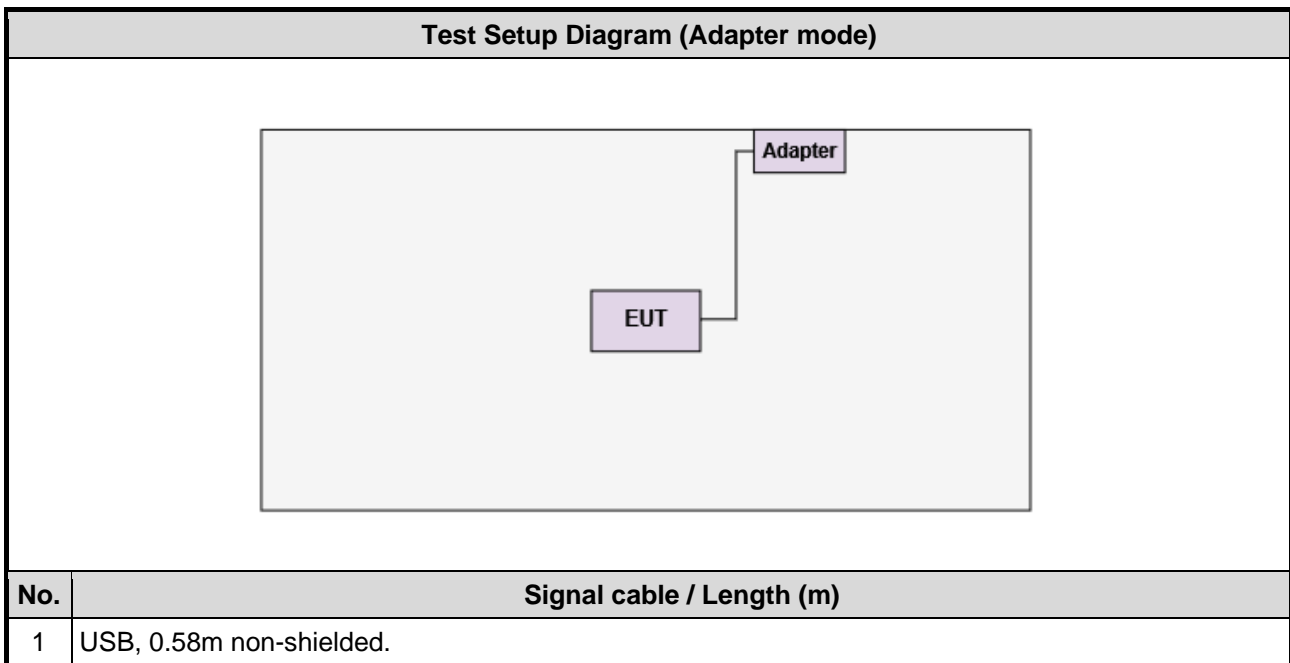 Test Setup Diagram (Adapter mode)
Adapter
EUT
No. Signal cable / Length (m)
1 USB, 0.58m non-shielded.